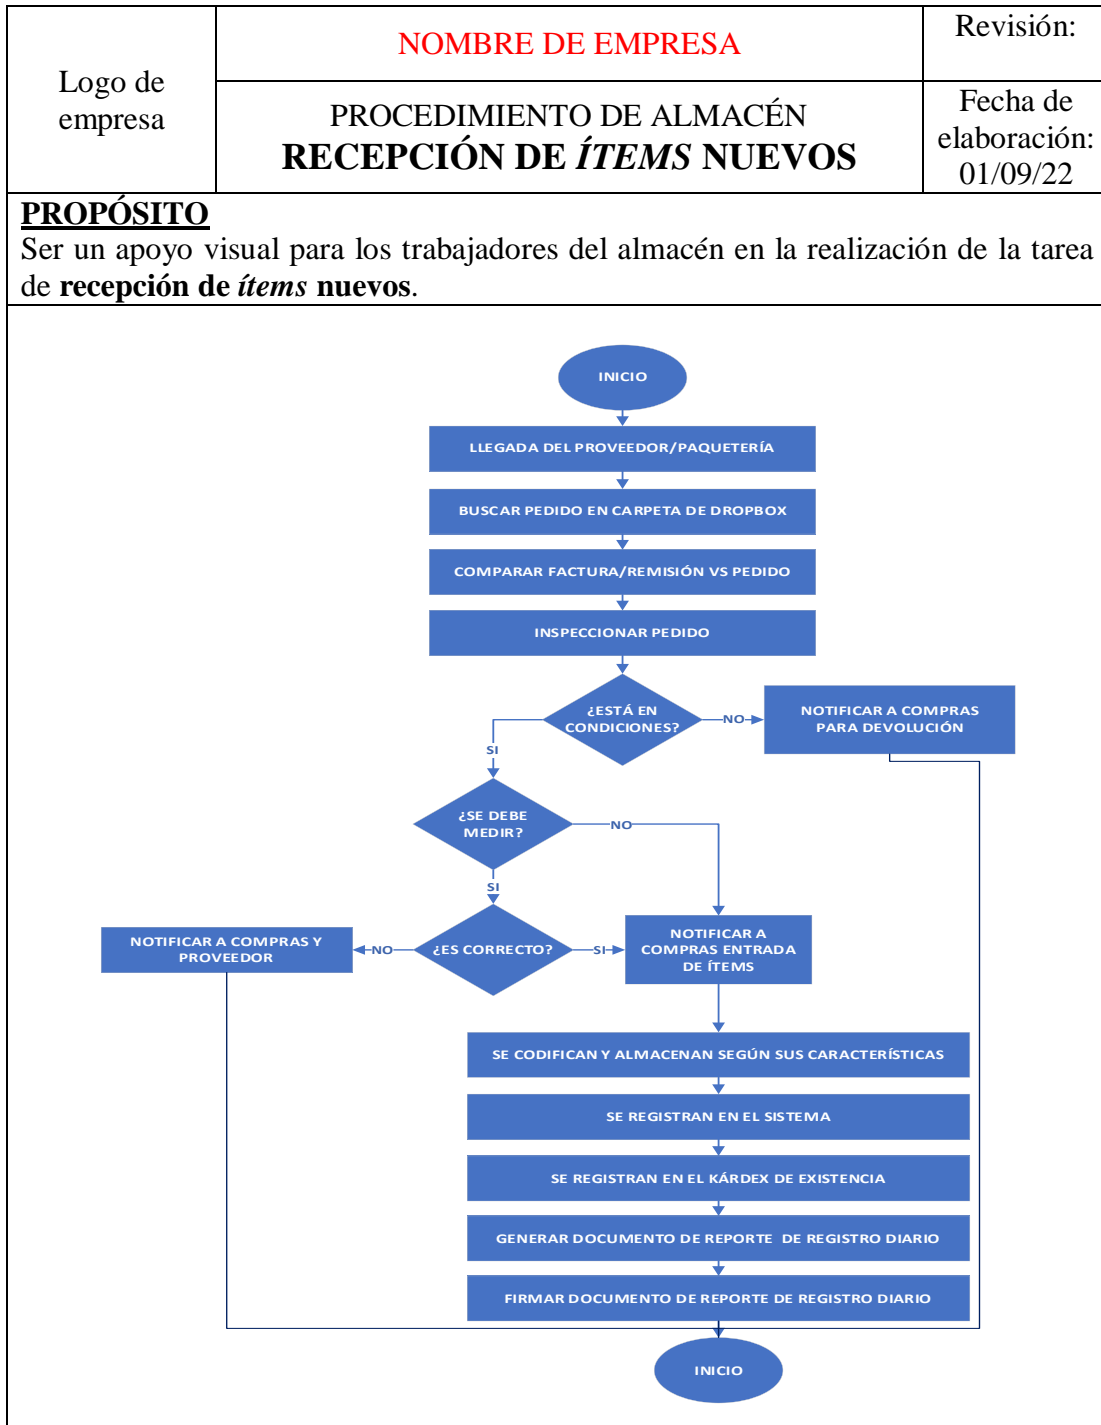 Logo de
empresa
NOMBRE DE EMPRESA
Revisión:
PROCEDIMIENTO DE ALMACÉN
RECEPCIÓN DE ÍTEMS NUEVOS
Fecha de
elaboración:
01/09/22
PROPÓSITO
Ser un apoyo visual para los trabajadores del almacén en la realización de la tarea
de recepción de ítems nuevos.
INICIO
LLEGADA DEL PROVEEDOR/PAQUETERÍA
BUSCAR PEDIDO EN CARPETA DE DROPBOX
COMPARAR FACTURA/REMISIÓN VS PEDIDO
INSPECCIONAR PEDIDO
¿ESTÁ EN
CONDICIONES?
NO
NOTIFICAR A COMPRAS
PARA DEVOLUCIÓN
SI
¿SE DEBE
MEDIR?
NO
SI
NOTIFICAR A COMPRAS Y
PROVEEDOR
NO
¿ES CORRECTO?
SI
NOTIFICAR A
COMPRAS ENTRADA
DE ÍTEMS
SE CODIFICAN Y ALMACENAN SEGÚN SUS CARACTERÍSTICAS
SE REGISTRAN EN EL SISTEMA
SE REGISTRAN EN EL KÁRDEX DE EXISTENCIA
GENERAR DOCUMENTO DE REPORTE DE REGISTRO DIARIO
FIRMAR DOCUMENTO DE REPORTE DE REGISTRO DIARIO
INICIO